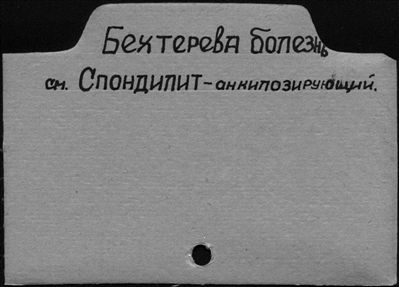 Бехтерева болезнь
см. Спондилит-анкилозирующий.